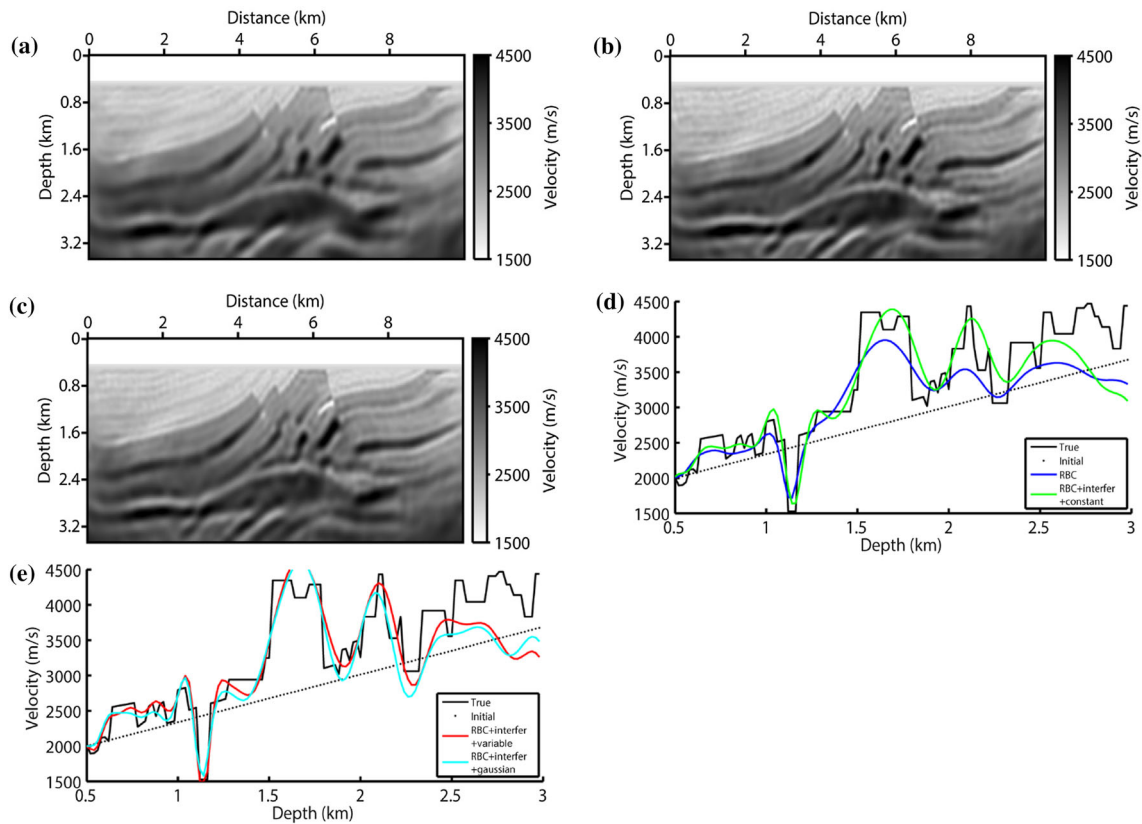 (a)
Distance (km)
0 2 4 6 8
0
0.8
1.6
2.4
3.2
Depth (km)
4500
3500
2500
1500
Velocity (m/s)
(b)
Distance (km)
0 2 4 6 8
0
0.8
1.6
2.4
3.2
Depth (km)
4500
3500
2500
1500
Velocity (m/s)
(c)
Distance (km)
0 2 4 6 8
0
0.8
1.6
2.4
3.2
Depth (km)
4500
3500
2500
1500
Velocity (m/s)
(d)
4500
4000
3500
3000
2500
2000
1500
Velocity (m/s)
0.5 1 1.5 2 2.5 3
Depth (km)
True
Initial
RBC
RBC+interfer
+constant
(e)
4500
4000
3500
3000
2500
2000
1500
Velocity (m/s)
0.5 1 1.5 2 2.5 3
Depth (km)
True
Initial
RBC+interfer
+variable
RBC+interfer
+gaussian